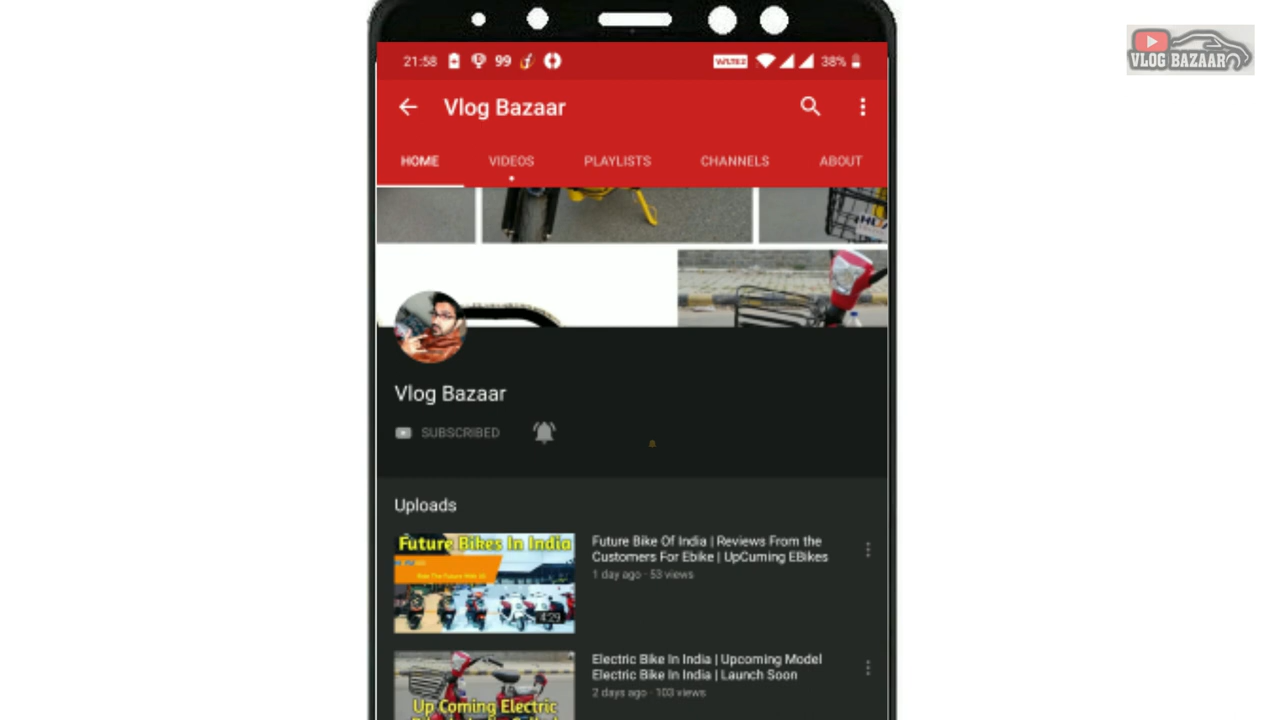 VLOG BAZAAR
21:58
99
VoLTE2
38%
Vlog Bazaar
HOME
VIDEOS
PLAYLISTS
CHANNELS
ABOUT
Vlog Bazaar
SUBSCRIBED
Uploads
Future Bikes In India
4:29
Future Bike Of India | Reviews From the
Customers For Ebike | UpCuming EBikes
1 day ago · 53 views
Up Coming Electric
Electric Bike In India | Upcoming Model
Electric Bike In India | Launch Soon
2 days ago · 103 views